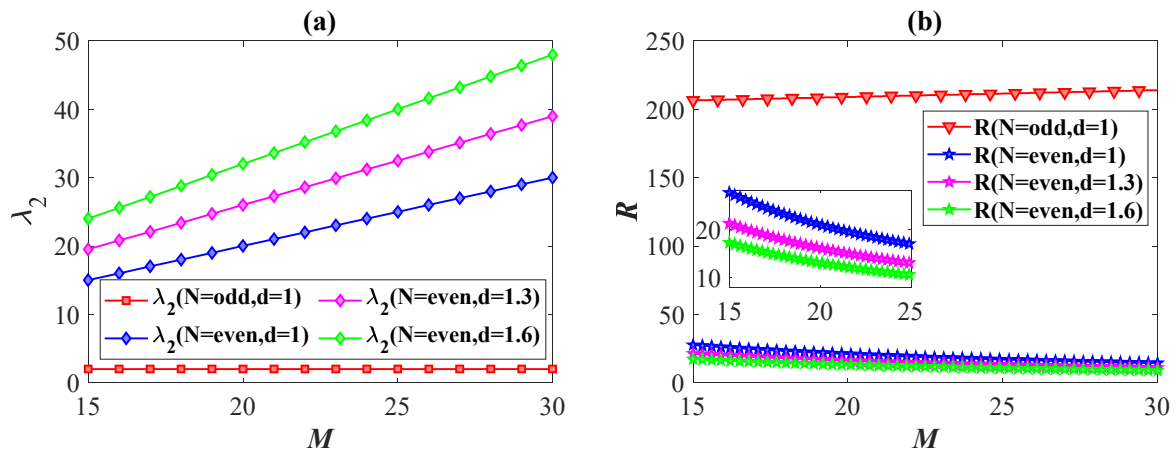 (a)
50
40
30
20
10
0
λ2
λ2(N=odd,d=1)
λ2(N=even,d=1)
λ2(N=even,d=1.3)
λ2(N=even,d=1.6)
15 20 25 30
M
(b)
250
200
150
100
50
0
R
R(N=odd,d=1)
R(N=even,d=1)
R(N=even,d=1.3)
R(N=even,d=1.6)
20
10
15 20 25
15 20 25 30
M